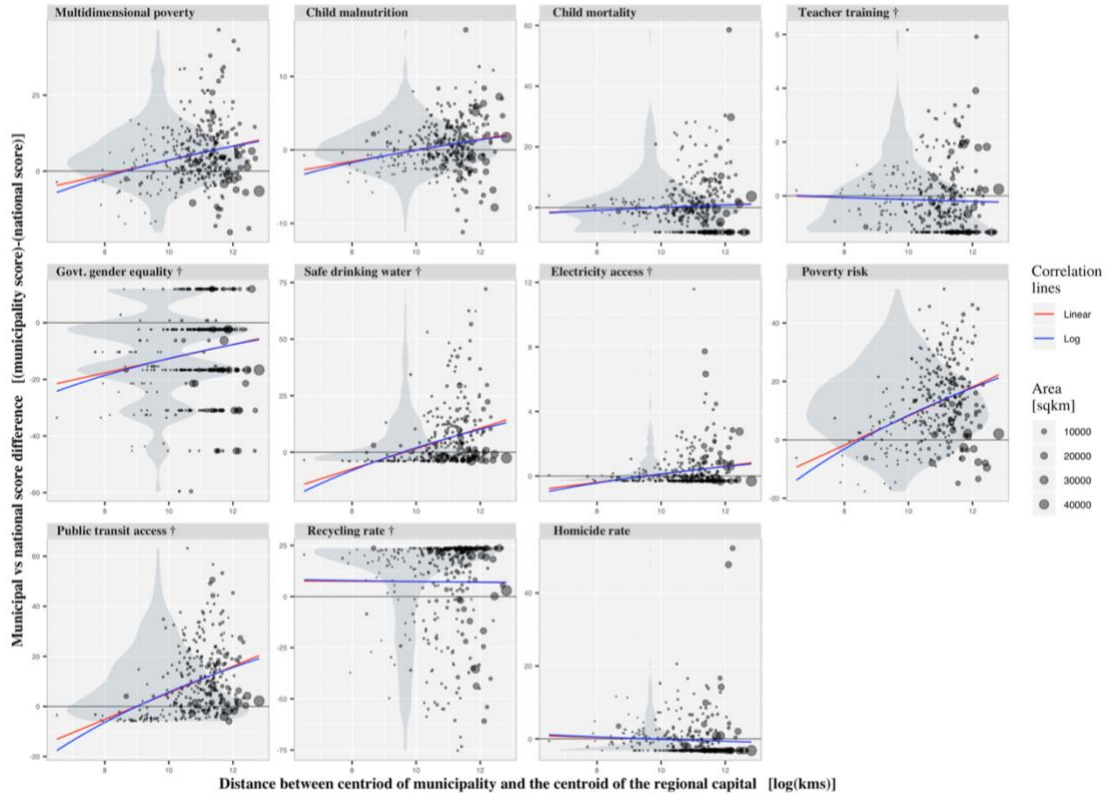 Multidimensional poverty
Child malnutrition
Child mortality
Teacher training †
25
0
8 10 12
10
0
-10
8 10 12
60
40
20
0
8 10 12
6
4
2
0
8 10 12
Govt. gender equality †
Safe drinking water †
Electricity access †
Poverty risk
0
-20
-40
-60
8 10 12
75
50
25
0
8 10 12
12
8
4
0
8 10 12
40
20
0
-20
8 10 12
Public transit access †
Recycling rate †
Homicide rate
60
40
20
0
-20
8 10 12
25
0
-25
-50
-75
8 10 12
40
20
0
8 10 12
Municipal vs national score difference [(municipality score)-(national score)]
Distance between centriod of municipality and the centroid of the regional capital [log(kms)]
Correlation
lines
Linear
Log
Area
[sqkm]
10000
20000
30000
40000